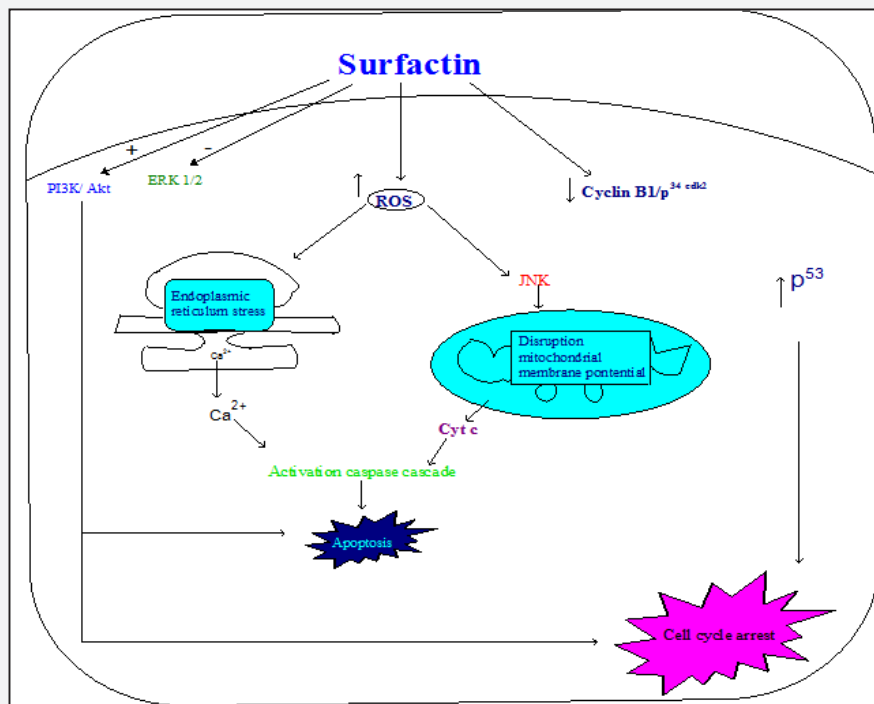 Surfactin
+
-
PI3K/ Akt
ERK 1/2
ROS
Cyclin B1/p34 cdk2
Endoplasmic
reticulum stress
JNK
p53
Disruption
mitochondrial
membrane pontential
Ca2+
Ca2+
Cyt c
Activation caspase cascade
Apoptosis
Cell cycle arrest